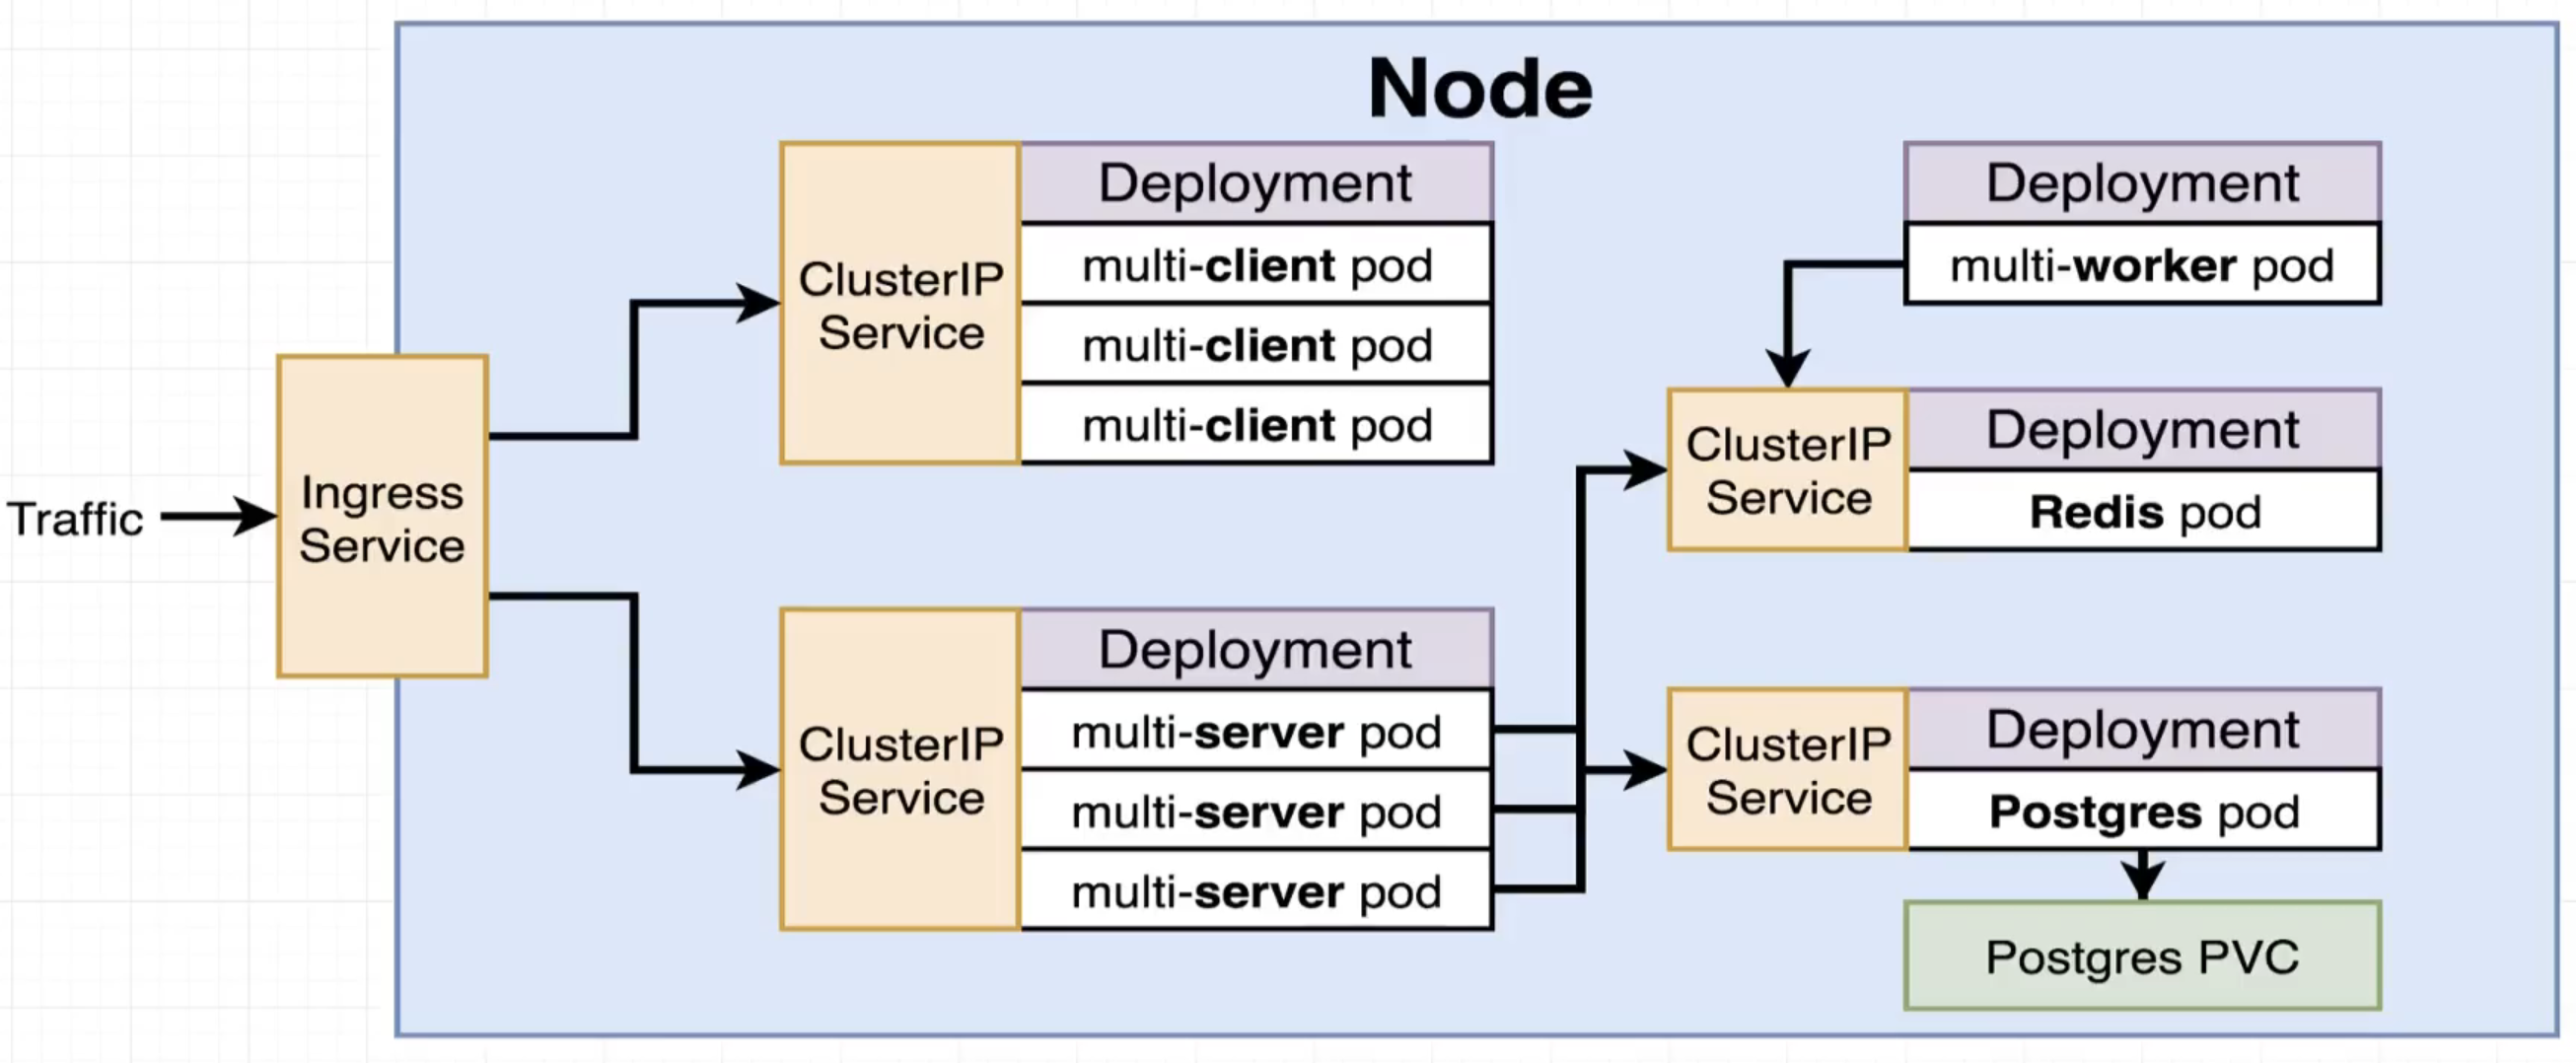 Node
Traffic
Ingress
Service
ClusterIP
Service
Deployment
multi-client pod
multi-client pod
multi-client pod
ClusterIP
Service
Deployment
multi-server pod
multi-server pod
multi-server pod
Deployment
multi-worker pod
ClusterIP
Service
Deployment
Redis pod
ClusterIP
Service
Deployment
Postgres pod
Postgres PVC